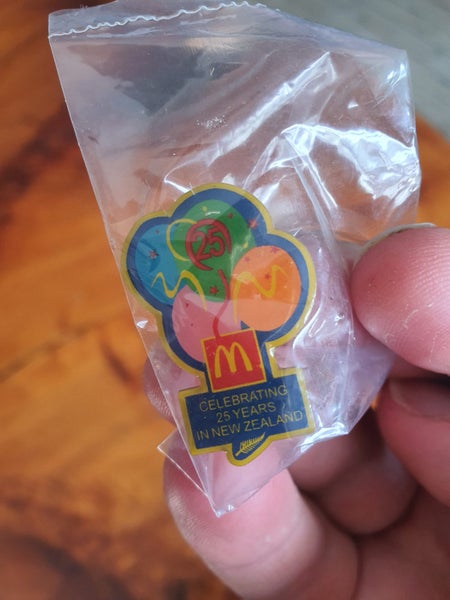 25
M
CELEBRATING
25 YEARS
IN NEW ZEALAND